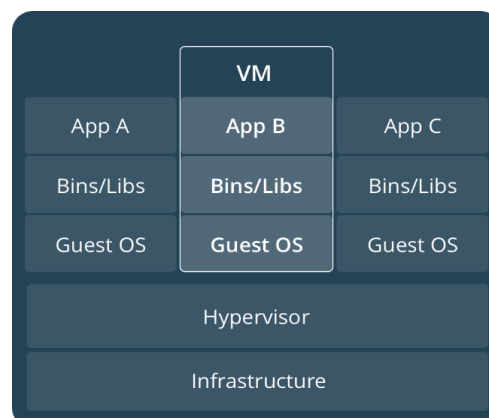 VM
App A App B App C
Bins/Libs Bins/Libs Bins/Libs
Guest OS Guest OS Guest OS
Hypervisor
Infrastructure